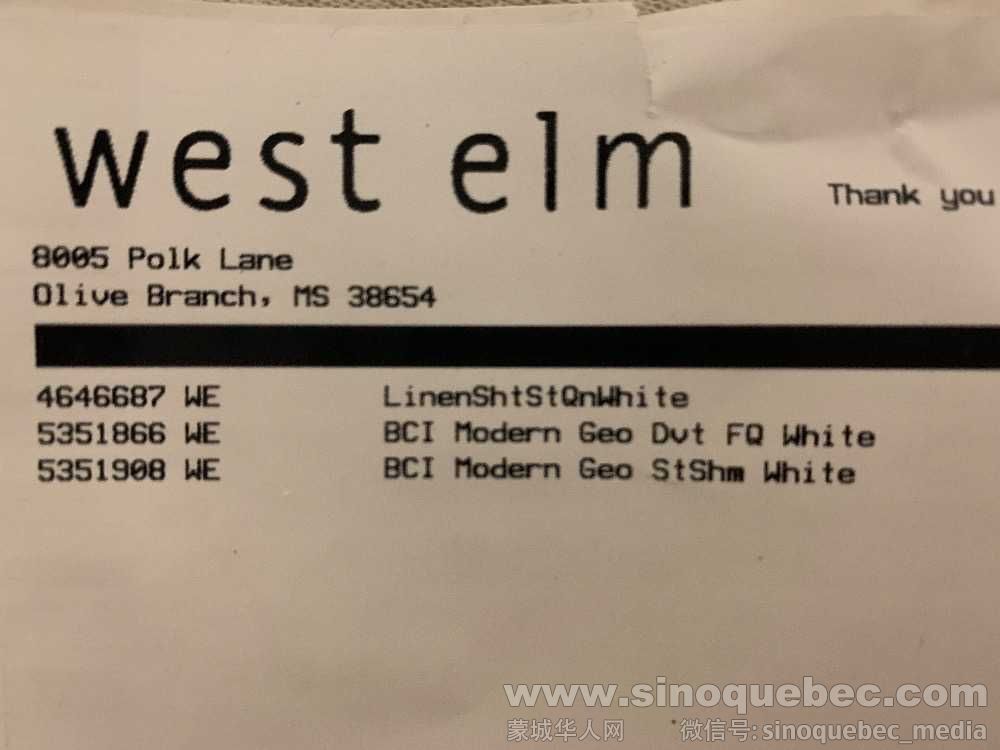 west elm
Thank you
8005 Polk Lane
Olive Branch, MS 38654
4646687 WE LinenShtStQnWhite
5351866 WE BCI Modern Geo Dvt FQ White
5351908 WE BCI Modern Geo StShm White
www.sinoquebec.com
蒙城华人网 微信号: sinoquebec_media